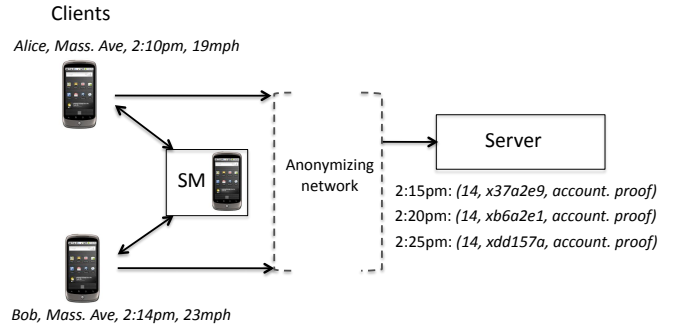 Clients
Alice, Mass. Ave, 2:10pm, 19mph
SM
Anonymizing
network
Server
2:15pm: (14, x37a2e9, account. proof)
2:20pm: (14, xb6a2e1, account. proof)
2:25pm: (14, xdd157a, account. proof)
Bob, Mass. Ave, 2:14pm, 23mph